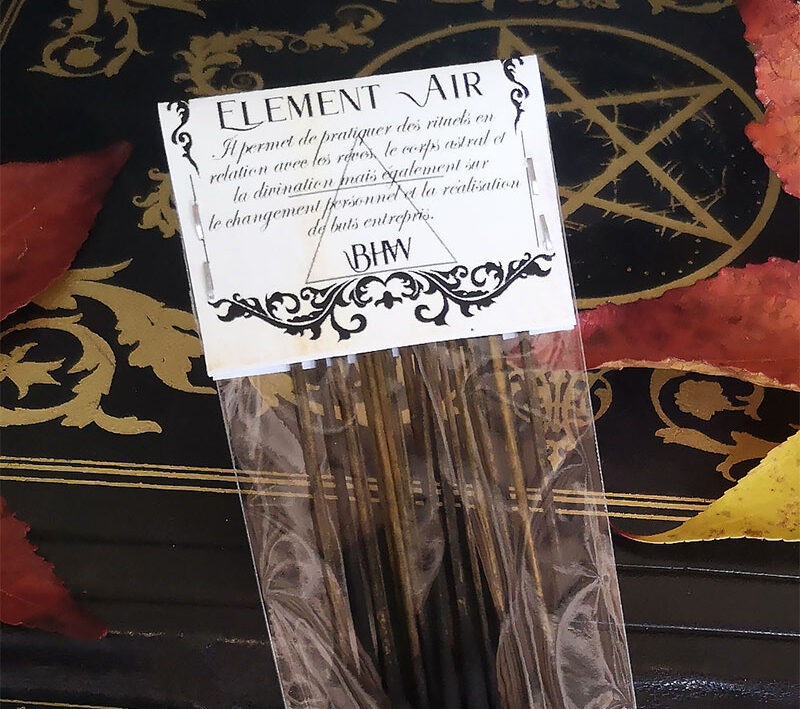 ELEMENT AIR
Il permet de pratiquer des rituels en
relation avec les rêves, le corps astral et
la divination mais également sur
le changement personnel et la réalisation
de buts entrepris.
BHW